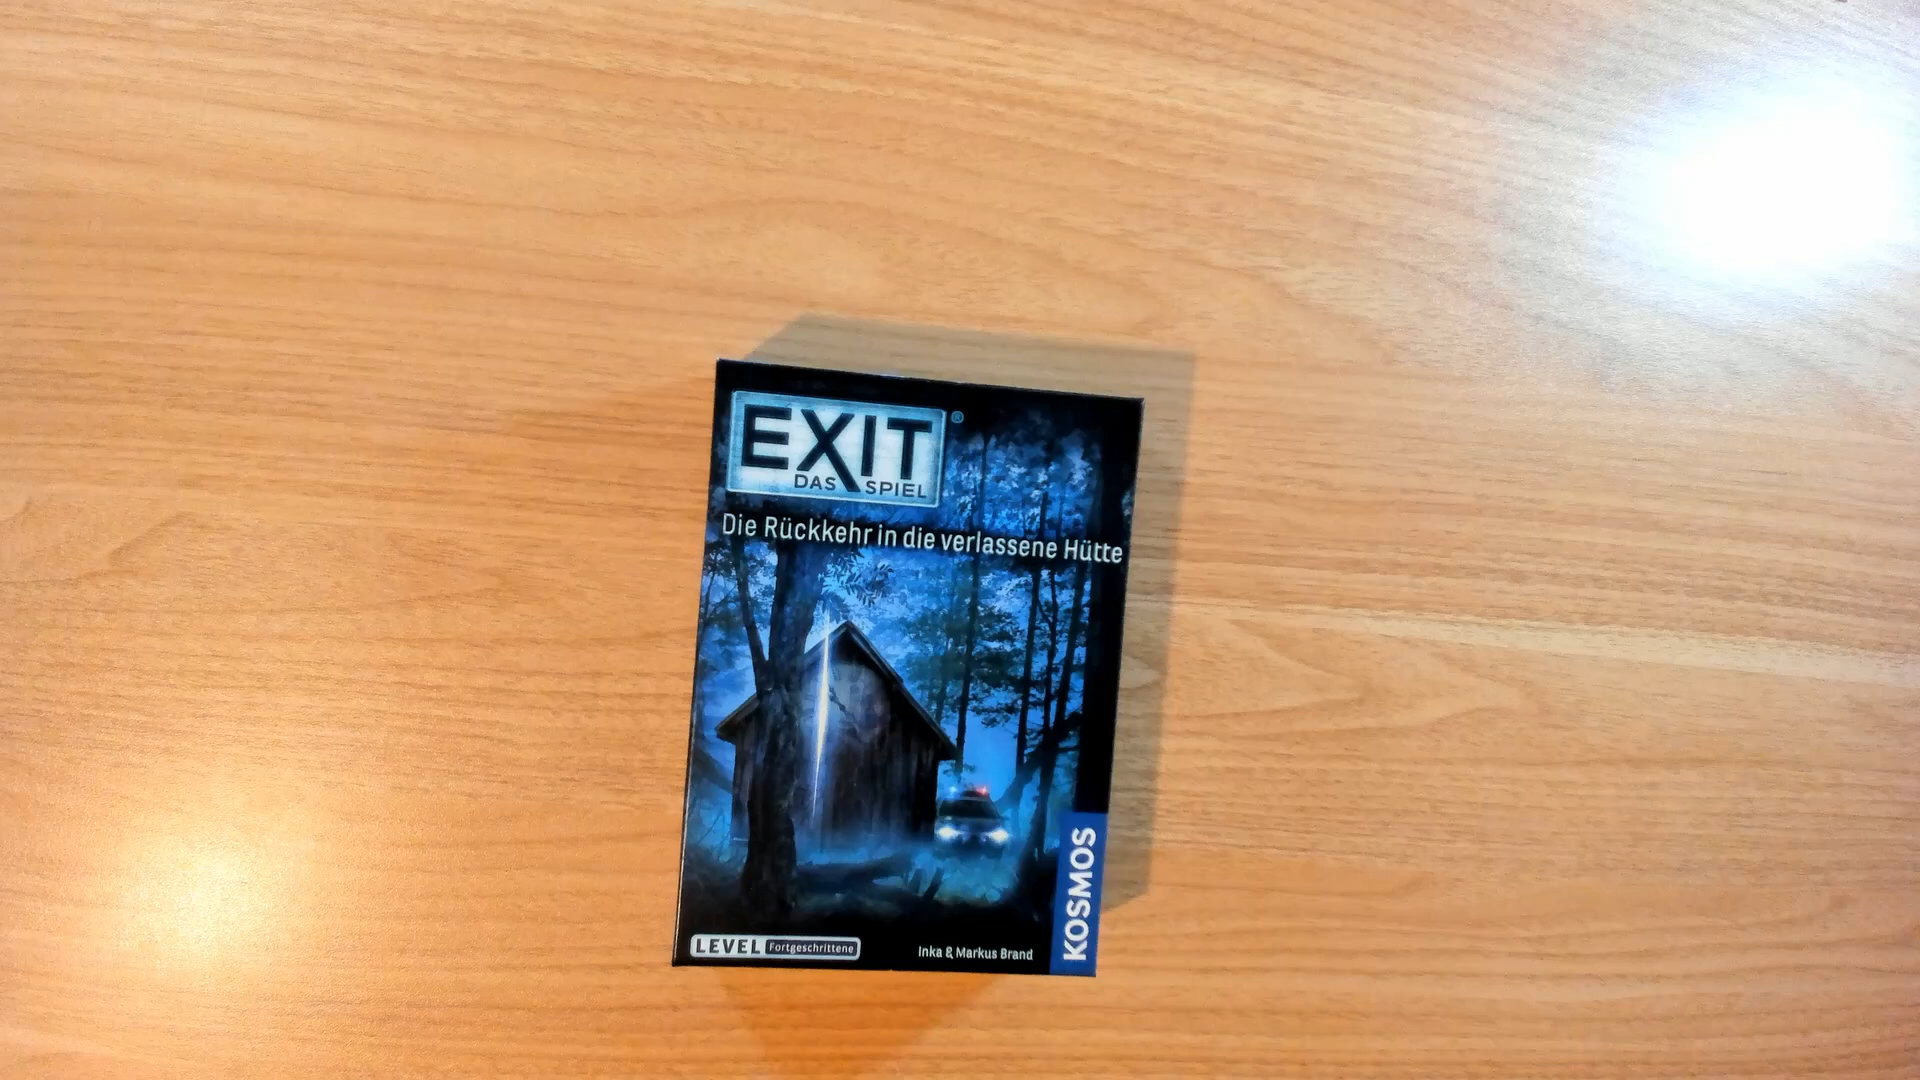 EXIT®
DAS SPIEL
Die Rückkehr in die verlassene Hütte
LEVEL Fortgeschrittene
Inka & Markus Brand
KOSMOS